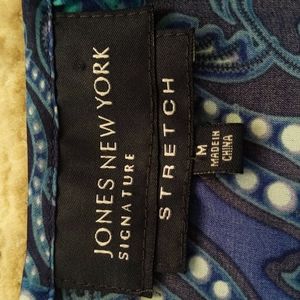 JONES NEW YORK
SIGNATURE
STRETCH
M
MADE IN
CHINA